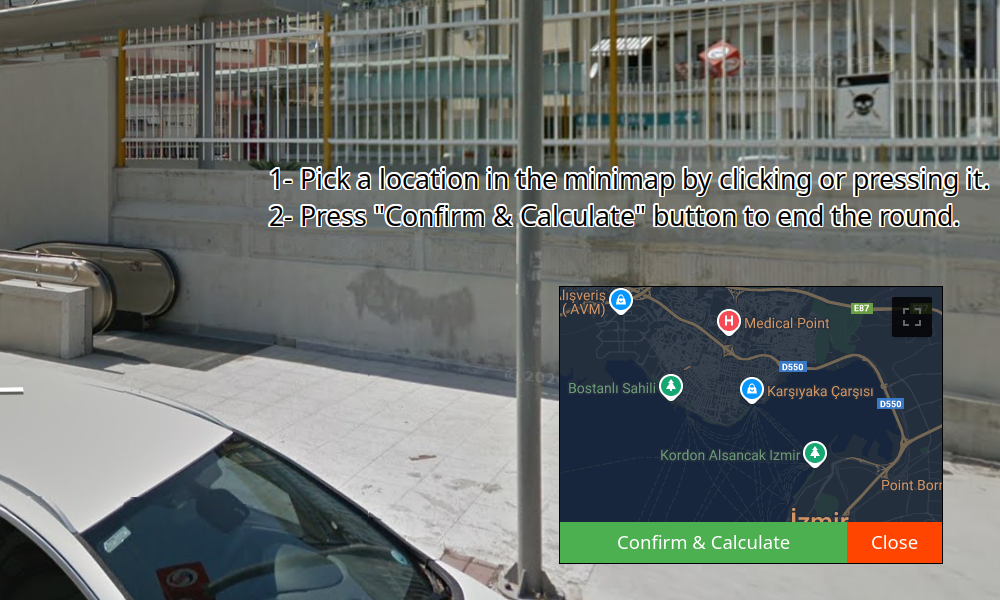 1- Pick a location in the minimap by clicking or pressing it.
2- Press "Confirm & Calculate" button to end the round.
lışveriş
(AVM)
E87
Medical Point
D550
Bostanlı Sahili
Karşıyaka Çarşısı
D550
Kordon Alsancak Izmir
Point Born
İzmir
Confirm & Calculate
Close